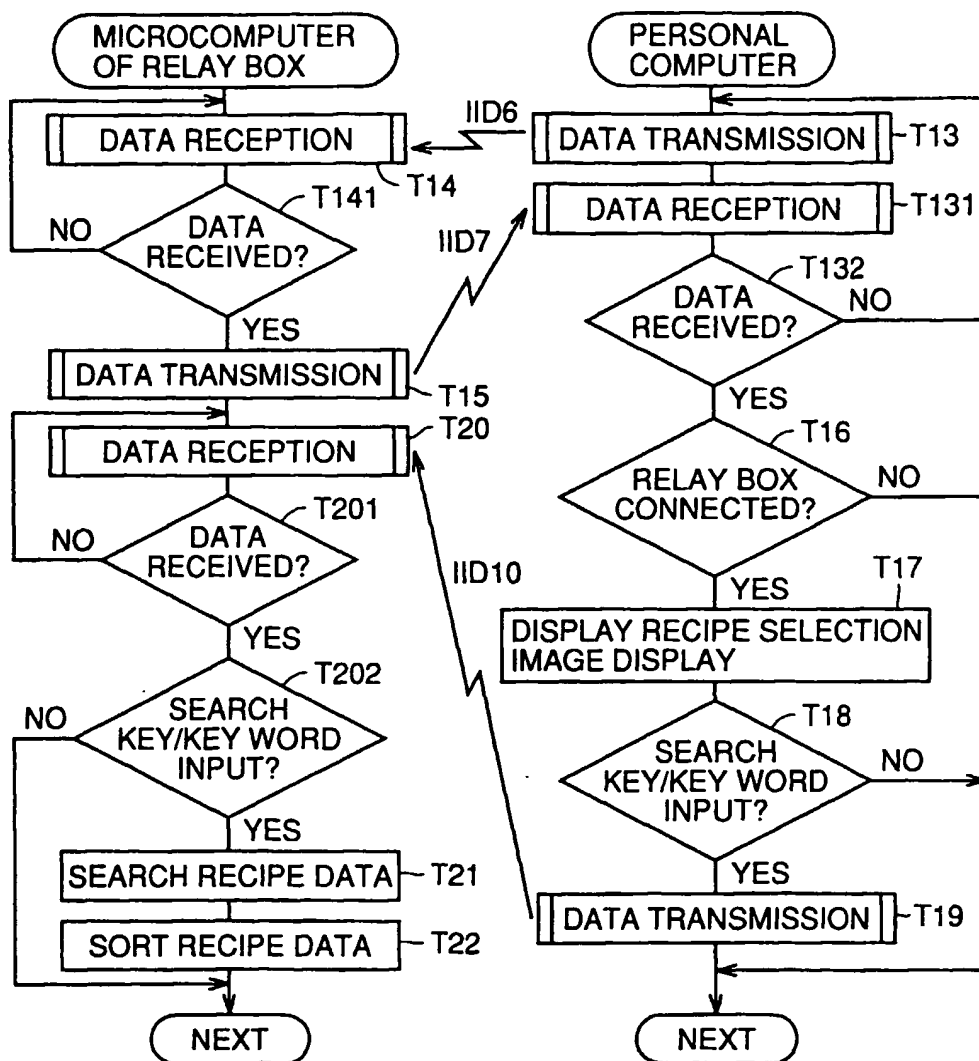 MICROCOMPUTER
OF RELAY BOX
DATA RECEPTION
T14
T141
DATA
RECEIVED?
NO
YES
DATA TRANSMISSION
T15
T20
DATA RECEPTION
T201
DATA
RECEIVED?
NO
YES
T202
SEARCH
KEY/KEY WORD
INPUT?
NO
YES
SEARCH RECIPE DATA
T21
SORT RECIPE DATA
T22
NEXT
IID6
IID7
IID10
PERSONAL
COMPUTER
DATA TRANSMISSION
T13
DATA RECEPTION
T131
T132
DATA
RECEIVED?
NO
YES
T16
RELAY BOX
CONNECTED?
NO
YES
T17
DISPLAY RECIPE SELECTION
IMAGE DISPLAY
T18
SEARCH
KEY/KEY WORD
INPUT?
NO
YES
DATA TRANSMISSION
T19
NEXT